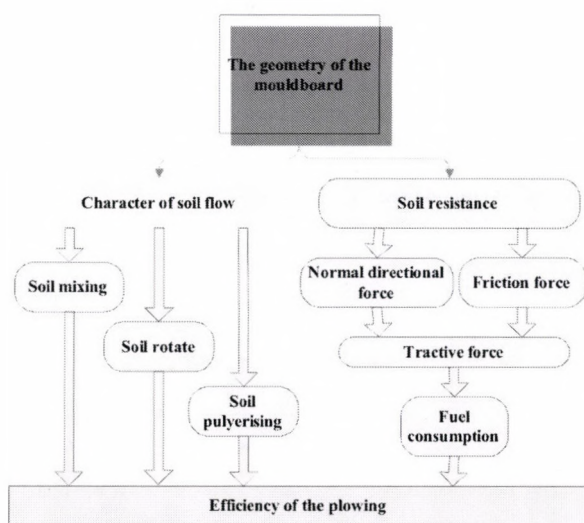 The geometry of the
mouldboard
Character of soil flow
Soil resistance
Soil mixing
Normal directional
force
Friction force
Soil rotate
Tractive force
Soil
pulyerising
Fuel
consumption
Efficiency of the plowing